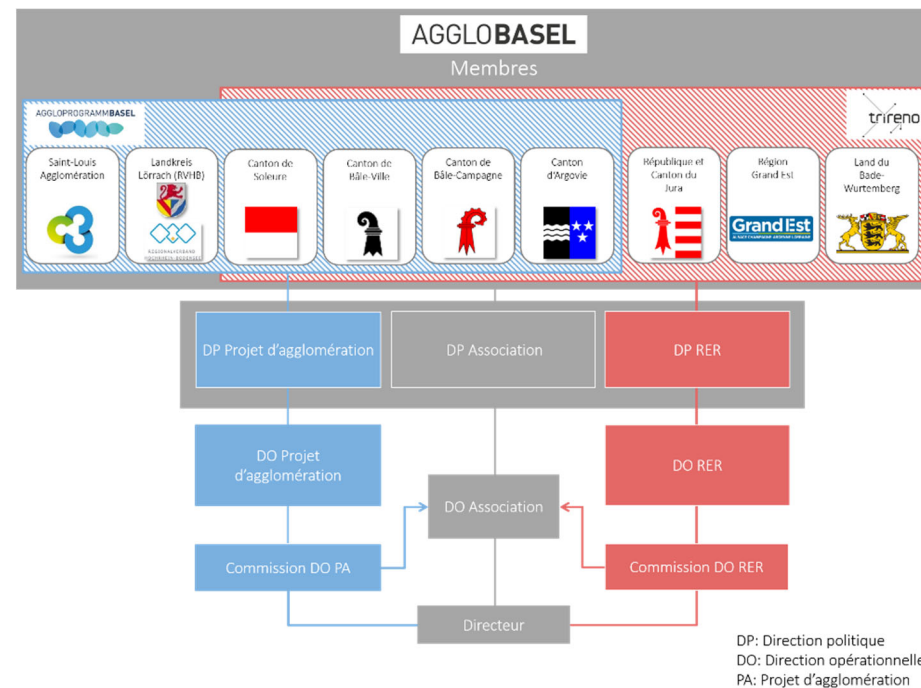 AGGLOBASEL
Membres
AGGLOPROGRAMMBASEL
trireno
Saint-Louis
Agglomération
Landkreis
Lörrach (RVHB)
REGIONALVERBAND
HOCHRHEIN-BODENSEE
Canton de
Soleure
Canton de
Bâle-Ville
Canton de
Bâle-Campagne
Canton
d'Argovie
République et
Canton du
Jura
Région
Grand Est
GrandEst
Land du
Bade-
Wurtemberg
DP Projet d'agglomération
DP Association
DP RER
DO Projet
d'agglomération
DO RER
DO Association
Commission DO PA
Commission DO RER
Directeur
DP: Direction politique
DO: Direction opérationnelle
PA: Projet d'agglomération